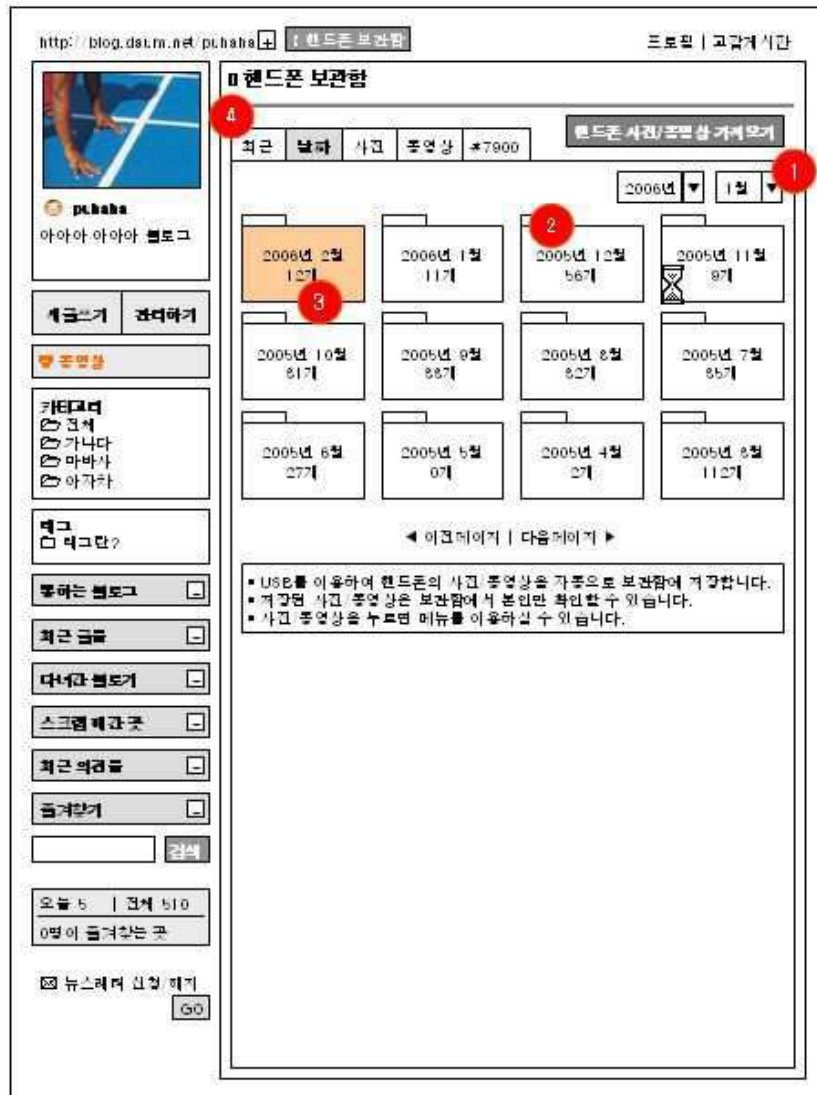 http://blog.daum.net/puhaha + : 핸드폰 보관함
프로필 | 고압게시간
핸드폰 보관함
4
최근 날짜 사진 동영상 #7900
핸드폰 사진/동영상 가져오기
2006년 ▼ 1월 ▼
1
puhaha
아아아 아아아 블로그
새글쓰기 관리하기
동영상
카테고리
전체
가나다
마바사
아자차
태그
태그란?
통하는 블로그
최근 글들
다녀간 블로거
스크랩해간 곳
최근 의견들
즐겨찾기
검색
오늘 5 | 전체 510
0명이 즐겨찾는 곳
뉴스레터 신청/해지
GO
2006년 2월
12개
3
2006년 1월
11개
2
2005년 12월
56개
2005년 11월
9개
2005년 10월
81개
2005년 9월
88개
2005년 8월
82개
2005년 7월
85개
2005년 6월
27개
2005년 5월
0개
2005년 4월
2개
2005년 8월
112개
◀ 이전페이지 | 다음페이지 ▶
▪ USB를 이용하여 핸드폰의 사진/동영상을 자동으로 보관함에 저장합니다.
▪ 저장된 사진/동영상은 보관함에서 본인만 확인할 수 있습니다.
▪ 사진/동영상을 누르면 메뉴를 이용하실 수 있습니다.